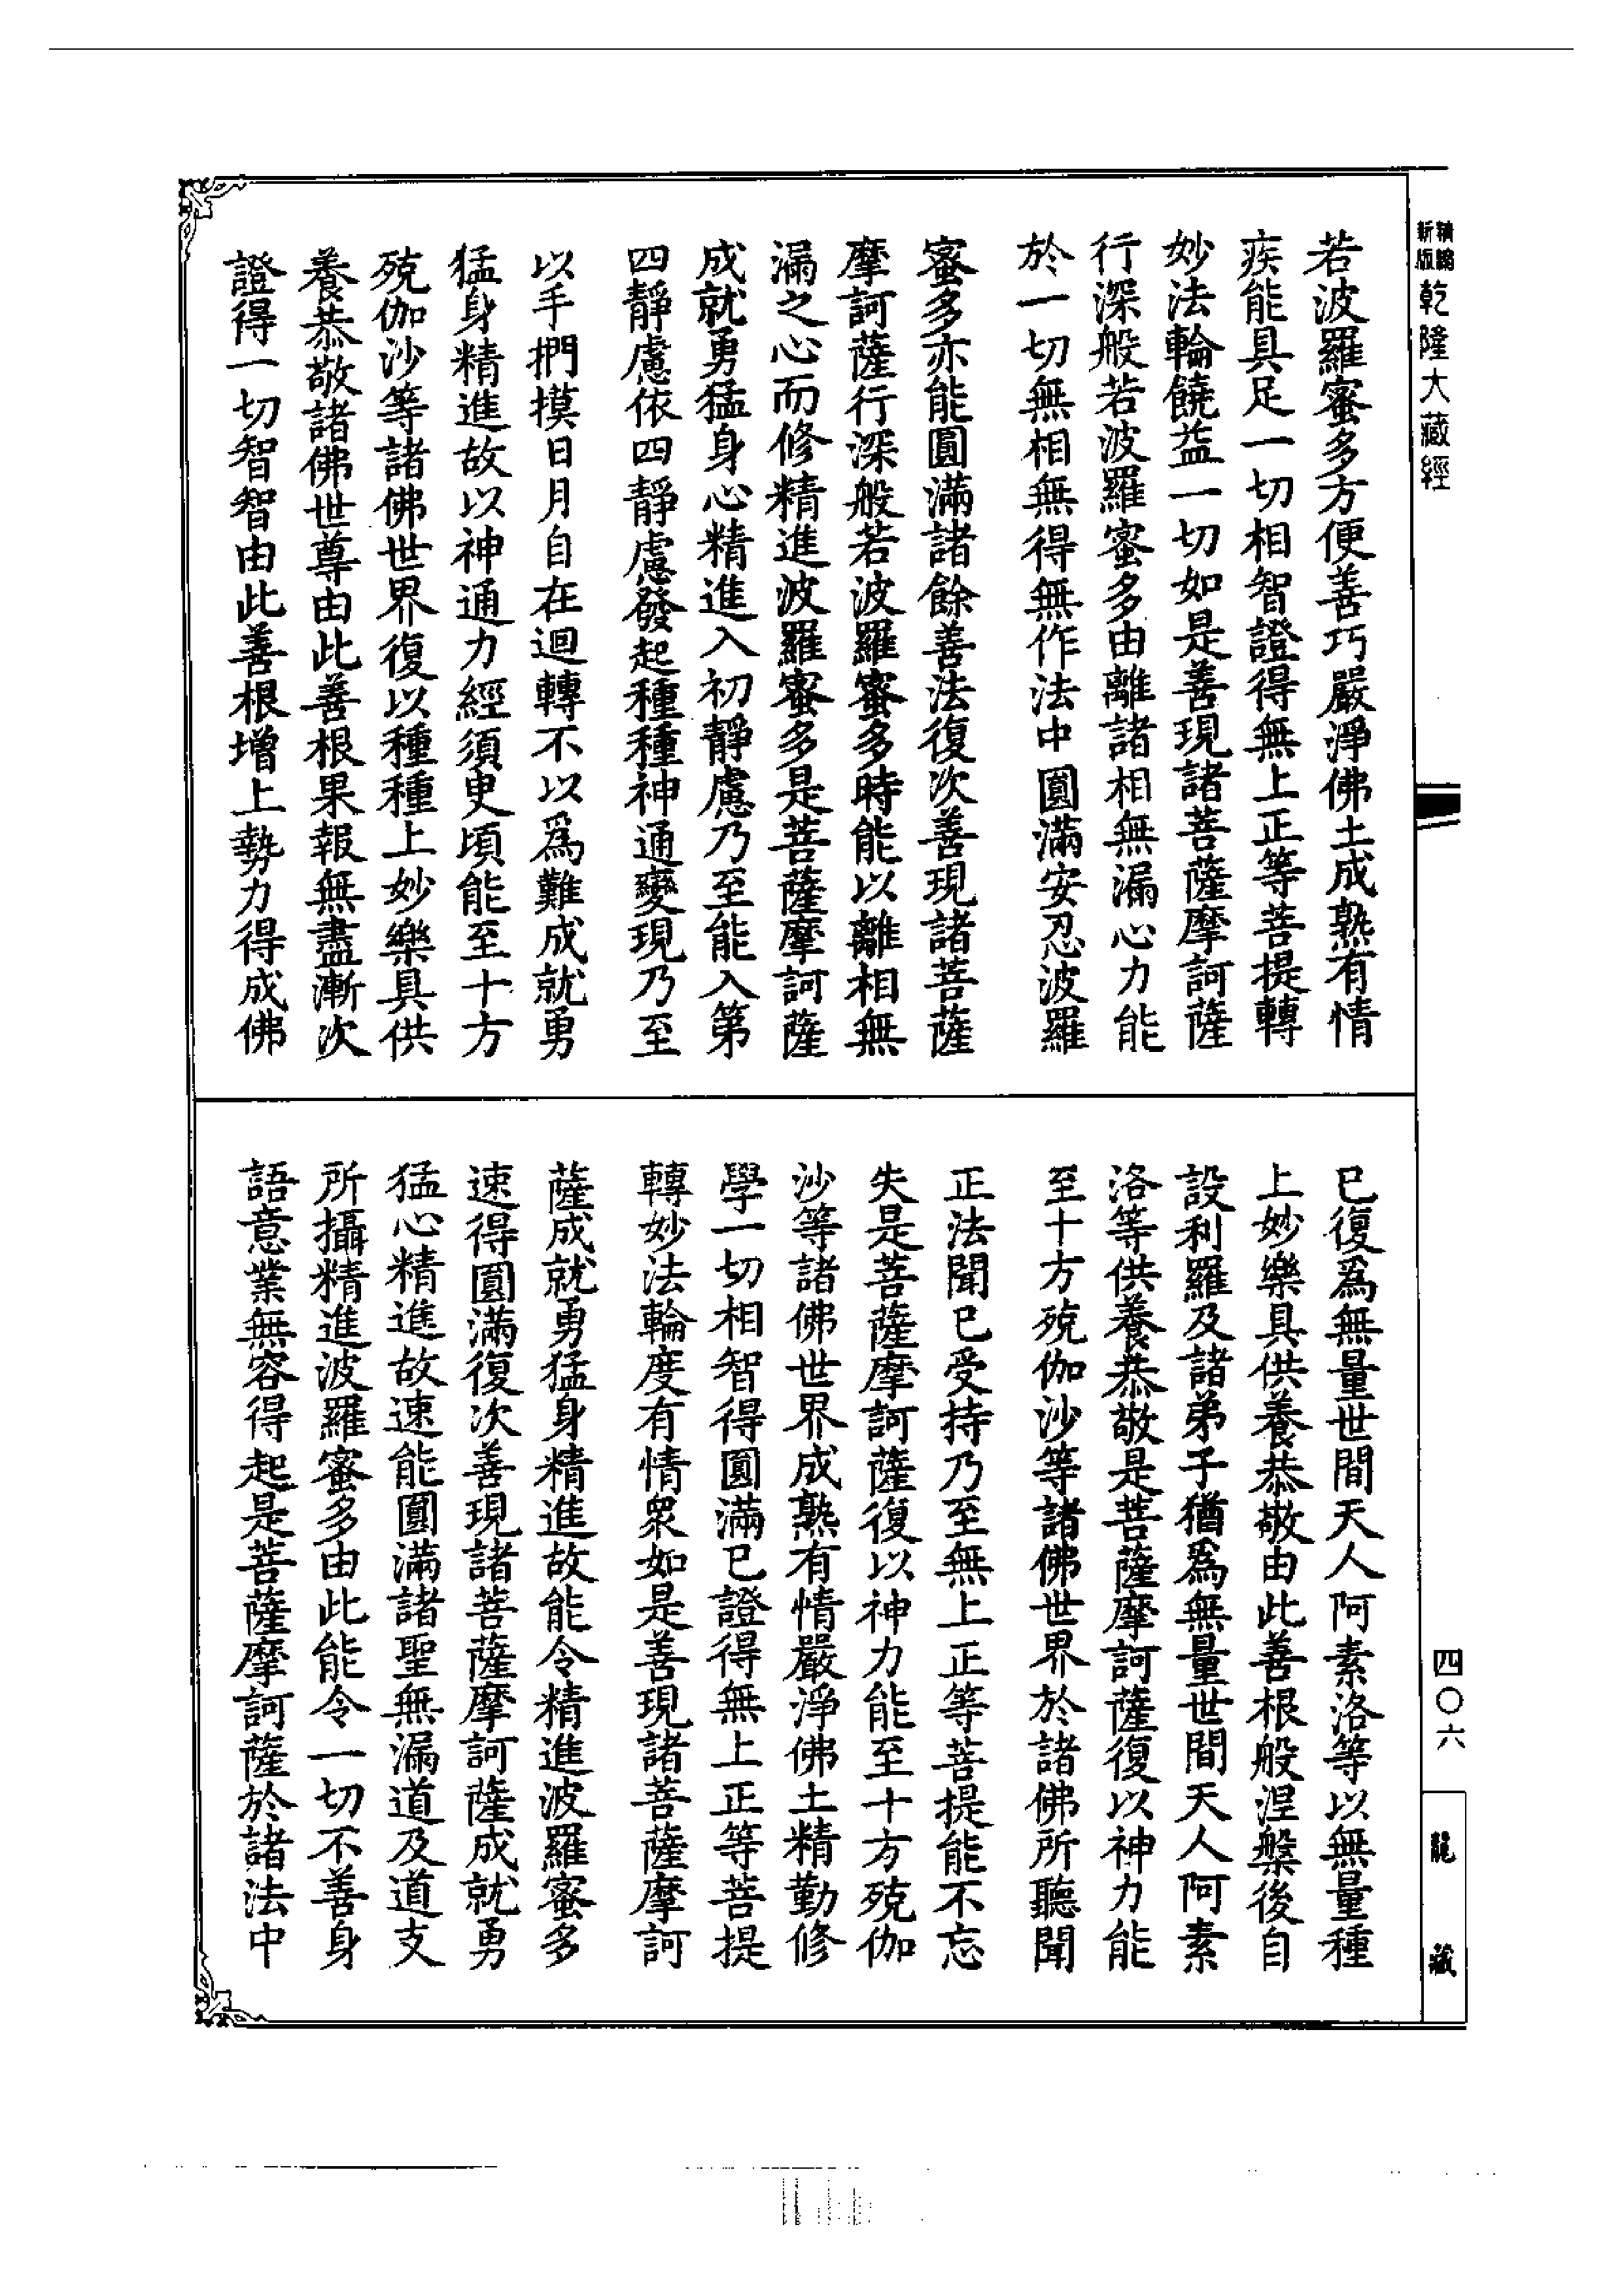 新版精編乾隆大藏經
若波羅蜜多方便善巧嚴淨佛土成熟有情
疾能具足一切相智證得無上正等菩提轉
妙法輪饒益一切如是善現諸菩薩摩訶薩
行深般若波羅蜜多由離諸相無漏心力能
於一切無相無得無作法中圓滿安忍波羅
蜜多亦能圓滿諸餘善法復次善現諸菩薩
摩訶薩行深般若波羅蜜多時能以離相無
漏之心而修精進波羅蜜多是菩薩摩訶薩
成就勇猛身心精進入初靜慮乃至能入第
四靜慮依四靜慮發起種種神通變現乃至
以手捫摸日月自在迴轉不以爲難成就勇
猛身精進故以神通力經須臾頃能至十方
殑伽沙等諸佛世界復以種種上妙樂具供
養恭敬諸佛世尊由此善根果報無盡漸次
證得一切智智由此善根增上勢力得成佛
已復爲無量世間天人阿素洛等以無量種
上妙樂具供養恭敬由此善根般涅槃後自
設利羅及諸弟子猶爲無量世間天人阿素
洛等供養恭敬是菩薩摩訶薩復以神力能
至十方殑伽沙等諸佛世界於諸佛所聽聞
正法聞已受持乃至無上正等菩提能不忘
失是菩薩摩訶薩復以神力能至十方殑伽
沙等諸佛世界成熟有情嚴淨佛土精勤修
學一切相智得圓滿已證得無上正等菩提
轉妙法輪度有情衆如是善現諸菩薩摩訶
薩成就勇猛身精進故能令精進波羅蜜多
速得圓滿復次善現諸菩薩摩訶薩成就勇
猛心精進故速能圓滿諸聖無漏道及道支
所攝精進波羅蜜多由此能令一切不善身
語意業無容得起是菩薩摩訶薩於諸法中
四〇六
龍藏